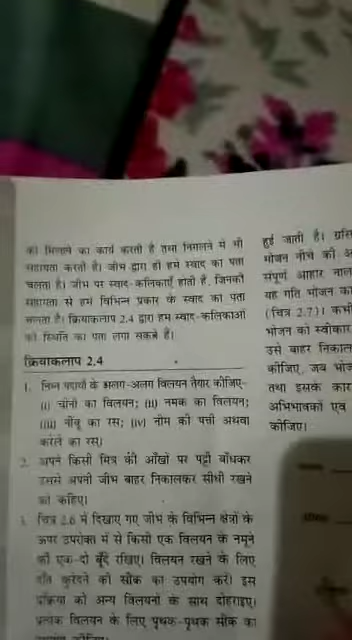 को मिलाने का कार्य करती है तथा निगलने में भी
सहायता करती है। जीभ द्वारा ही हमें स्वाद का पता
चलता है। जीभ पर स्वाद-कलिकाएँ होती हैं, जिनकी
सहायता से हमें विभिन्न प्रकार के स्वाद का पता
चलता है। क्रियाकलाप 2.4 द्वारा हम स्वाद-कलिकाओं
की स्थिति का पता लगा सकते हैं।
क्रियाकलाप 2.4
1. निम्न पदार्थों के अलग-अलग विलयन तैयार कीजिए-
(i) चीनी का विलयन; (ii) नमक का विलयन;
(iii) नींबू का रस; (iv) नीम की पत्ती अथवा
करेले का रस।
2. अपने किसी मित्र की आँखों पर पट्टी बाँधकर
उससे अपनी जीभ बाहर निकालकर सीधी रखने
को कहिए।
3. चित्र 2.6 में दिखाए गए जीभ के विभिन्न क्षेत्रों के
ऊपर उपरोक्त में से किसी एक विलयन के नमूने
की एक-दो बूँदें रखिए। विलयन रखने के लिए
दाँत कुरेदने की सींक का उपयोग करें। इस
प्रक्रिया को अन्य विलयनों के साथ दोहराइए।
प्रत्येक विलयन के लिए पृथक-पृथक सींक का
हुई जाती है।
भोजन नीचे की
संपूर्ण आहार
यह गति भोजन
(चित्र 2.7)। कभी
भोजन को स्वीकार
उसे बाहर
कीजिए, जब
तथा इसके
अभिभावकों एवं
कीजिए।